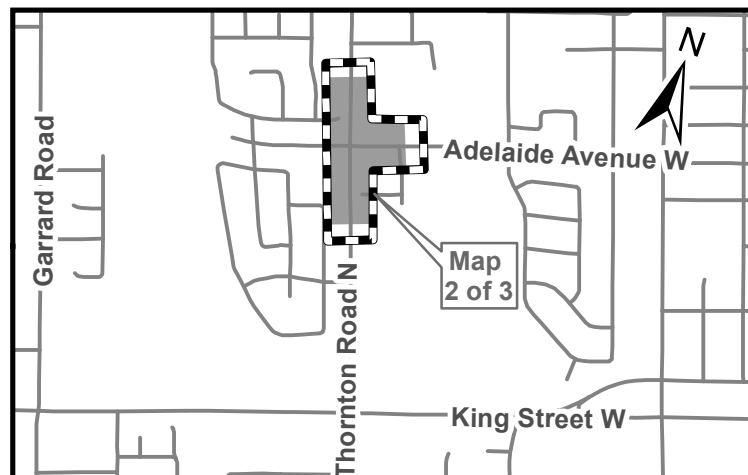 N
Adelaide Avenue W
Garrard Road
Map
2 of 3
Thornton Road N
King Street W